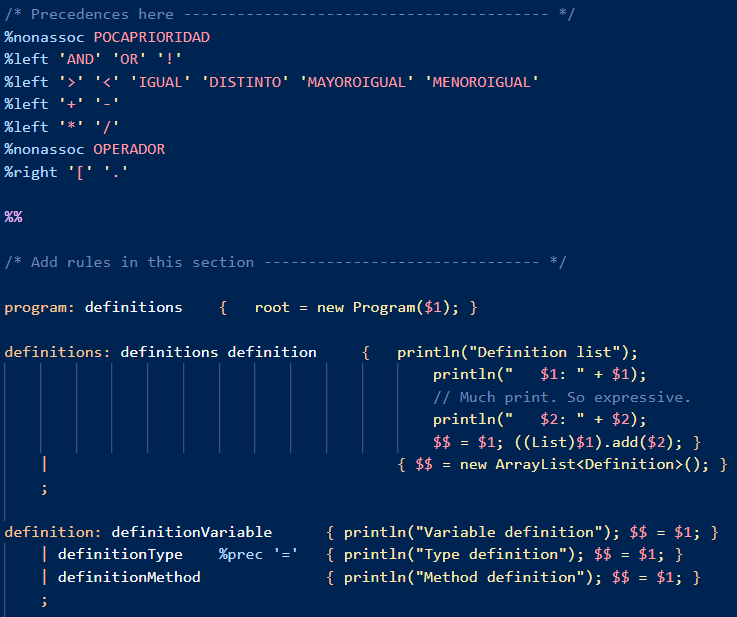 /* Precedences here ----------------------------------------- */
%nonassoc POCAPRIORIDAD
%left 'AND' 'OR' '!'
%left '>' '<' 'IGUAL' 'DISTINTO' 'MAYOROIGUAL' 'MENOROIGUAL'
%left '+' '-'
%left '*' '/'
%nonassoc OPERADOR
%right '[' '.'
%%
/* Add rules in this section ------------------------------- */
program: definitions    {   root = new Program($1); }
definitions: definitions definition     {   println("Definition list");
println("   $1: " + $1);
// Much print. So expressive.
println("   $2: " + $2);
$$ = $1; ((List)$1).add($2); }
|                                       { $$ = new ArrayList<Definition>(); }
;
definition: definitionVariable      { println("Variable definition"); $$ = $1; }
| definitionType    %prec '='   { println("Type definition"); $$ = $1; }
| definitionMethod              { println("Method definition"); $$ = $1; }
;